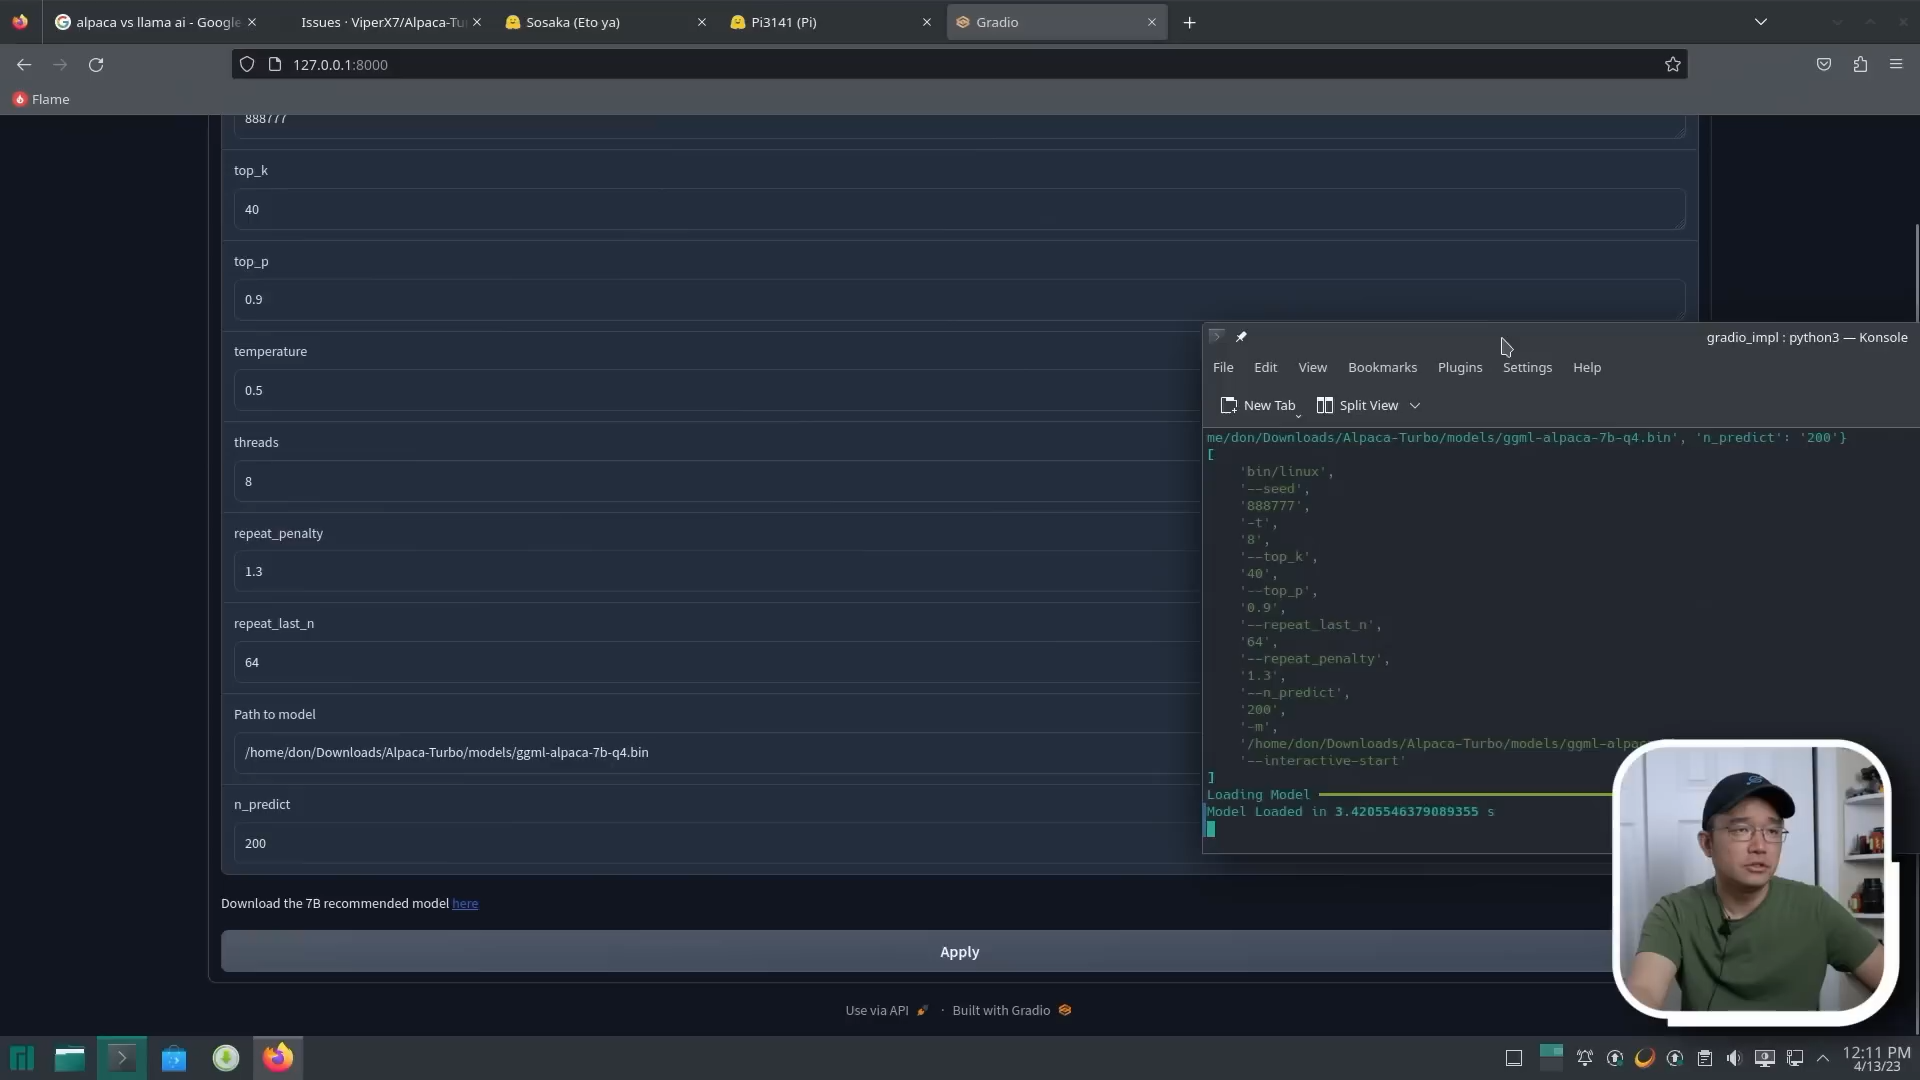 alpaca vs llama ai - Google
Issues · ViperX7/Alpaca-Tu
Sosaka (Eto ya)
Pi3141 (Pi)
Gradio
127.0.0.1:8000
Flame
888777
top_k
40
top_p
0.9
temperature
0.5
threads
8
repeat_penalty
1.3
repeat_last_n
64
Path to model
/home/don/Downloads/Alpaca-Turbo/models/ggml-alpaca-7b-q4.bin
n_predict
200
Download the 7B recommended model here
Apply
Use via API · Built with Gradio
gradio_impl : python3 — Konsole
File Edit View Bookmarks Plugins Settings Help
New Tab Split View
me/don/Downloads/Alpaca-Turbo/models/ggml-alpaca-7b-q4.bin', 'n_predict': '200'}
[
'bin/linux',
'--seed',
'888777',
'-t',
'8',
'--top_k',
'40',
'--top_p',
'0.9',
'--repeat_last_n',
'64',
'--repeat_penalty',
'1.3',
'--n_predict',
'200',
'-m',
'/home/don/Downloads/Alpaca-Turbo/models/ggml-alpac
'--interactive-start'
]
Loading Model
Model Loaded in 3.4205546379089355 s
12:11 PM
4/13/23